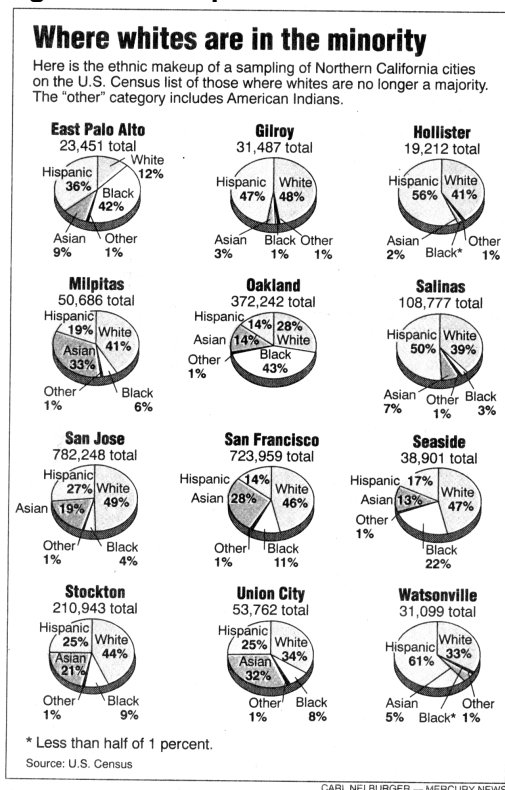 Where whites are in the minority
Here is the ethnic makeup of a sampling of Northern California cities
on the U.S. Census list of those where whites are no longer a majority.
The “other” category includes American Indians.
East Palo Alto
23,451 total
Hispanic 36%
White 12%
Black 42%
Asian 9%
Other 1%
Gilroy
31,487 total
Hispanic 47%
White 48%
Asian 3%
Black 1%
Other 1%
Hollister
19,212 total
Hispanic 56%
White 41%
Asian 2%
Black*
Other 1%
Milpitas
50,686 total
Hispanic 19%
White 41%
Asian 33%
Other 1%
Black 6%
Oakland
372,242 total
Hispanic 14%
28% White
Asian 14%
Other 1%
Black 43%
Salinas
108,777 total
Hispanic 50%
White 39%
Asian 7%
Other 1%
Black 3%
San Jose
782,248 total
Hispanic 27%
White 49%
Asian 19%
Other 1%
Black 4%
San Francisco
723,959 total
Hispanic 14%
Asian 28%
White 46%
Other 1%
Black 11%
Seaside
38,901 total
Hispanic 17%
Asian 13%
White 47%
Other 1%
Black 22%
Stockton
210,943 total
Hispanic 25%
White 44%
Asian 21%
Other 1%
Black 9%
Union City
53,762 total
Hispanic 25%
White 34%
Asian 32%
Other 1%
Black 8%
Watsonville
31,099 total
Hispanic 61%
White 33%
Asian 5%
Black*
Other 1%
* Less than half of 1 percent.
Source: U.S. Census
CARL NEIBURGER — MERCURY NEWS